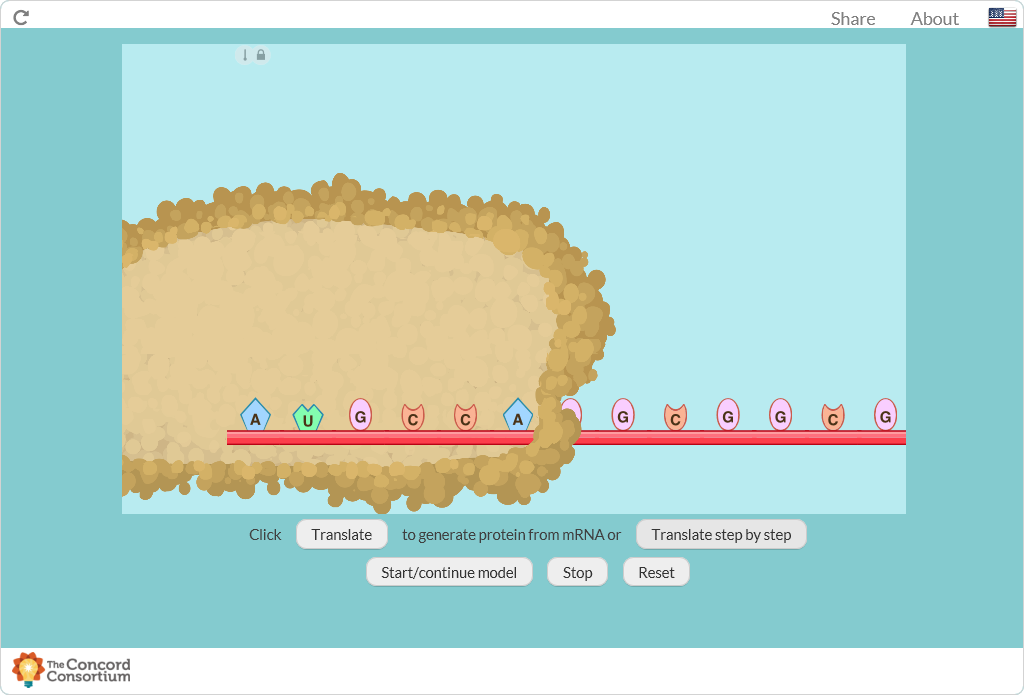 Share About
A U G C C A G C G G C G
Click Translate to generate protein from mRNA or Translate step by step
Start/continue model Stop Reset
The Concord
Consortium